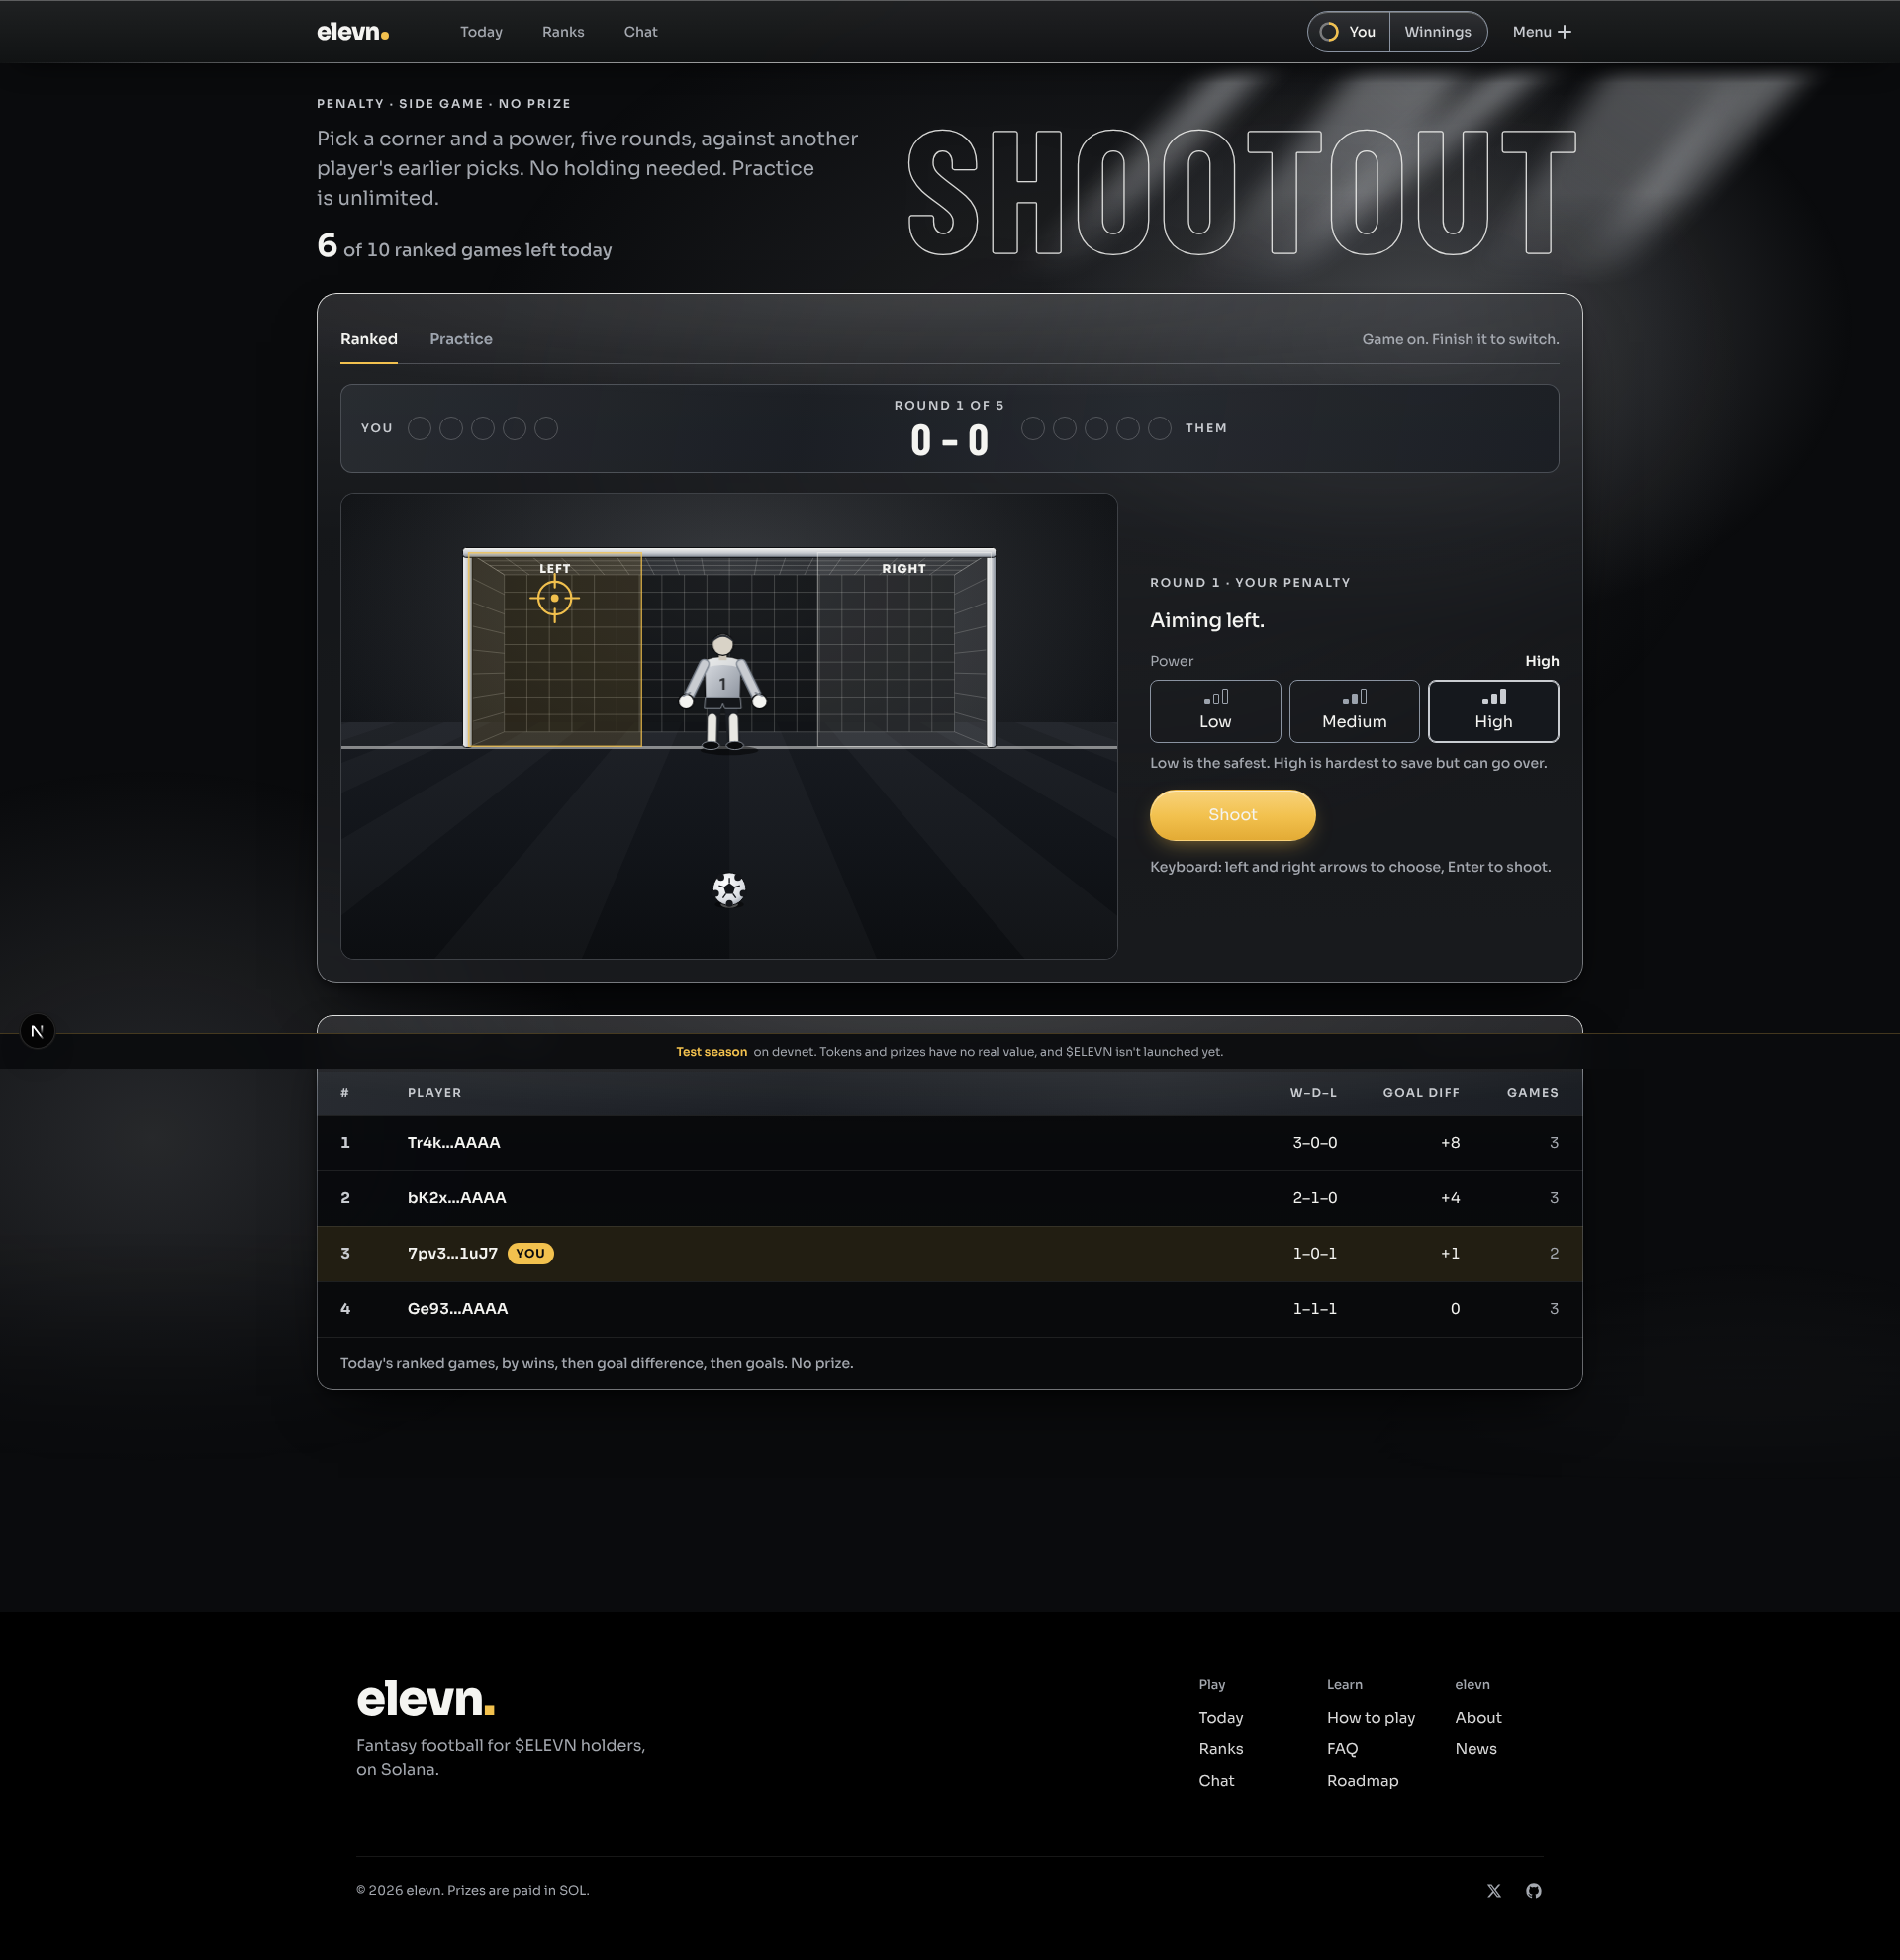 elevn.
Today Ranks Chat
You Winnings Menu
PENALTY · SIDE GAME · NO PRIZE
Pick a corner and a power, five rounds, against another
player's earlier picks. No holding needed. Practice
is unlimited.
6 of 10 ranked games left today
SHOOTOUT
Ranked Practice
Game on. Finish it to switch.
YOU
ROUND 1 OF 5
0 - 0
THEM
LEFT
RIGHT
1
ROUND 1 · YOUR PENALTY
Aiming left.
Power High
Low Medium High
Low is the safest. High is hardest to save but can go over.
Shoot
Keyboard: left and right arrows to choose, Enter to shoot.
N
Test season on devnet. Tokens and prizes have no real value, and $ELEVN isn't launched yet.
# PLAYER W–D–L GOAL DIFF GAMES
1 Tr4k...AAAA 3–0–0 +8 3
2 bK2x...AAAA 2–1–0 +4 3
3 7pv3...1uJ7 YOU 1–0–1 +1 2
4 Ge93...AAAA 1–1–1 0 3
Today's ranked games, by wins, then goal difference, then goals. No prize.
elevn.
Fantasy football for $ELEVN holders,
on Solana.
Play
Today
Ranks
Chat
Learn
How to play
FAQ
Roadmap
elevn
About
News
© 2026 elevn. Prizes are paid in SOL.